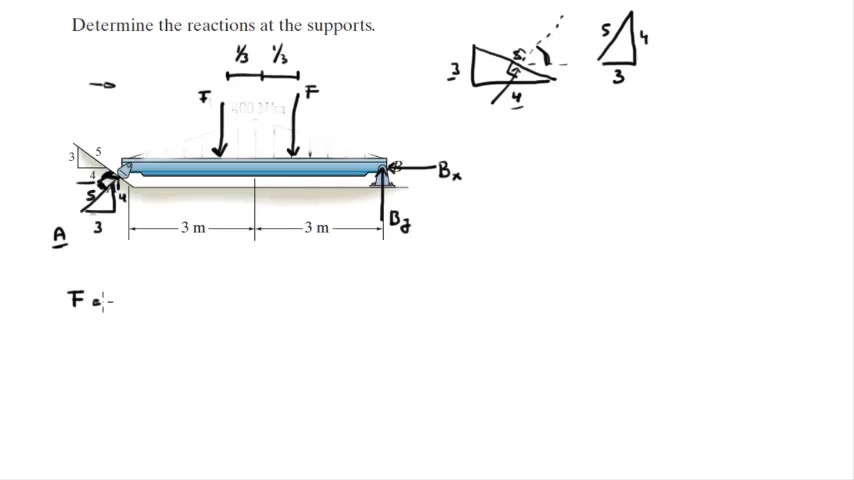 Determine the reactions at the supports.
⅓ ⅓
F F
400 N/m
3 5
4
5 4
3
A
B
Bx
By
3 m 3 m
F =
3 5
4
5 4
3